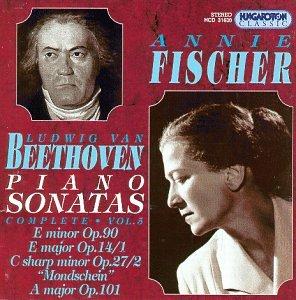 STEREO
HCD 31630
HUNGAROTON
CLASSIC
ANNIE
FISCHER
LUDWIG VAN
BEETHOVEN
PIANO
SONATAS
COMPLETE • VOL.5
E minor Op.90
E major Op.14/1
C sharp minor Op.27/2
"Mondschein"
A major Op.101